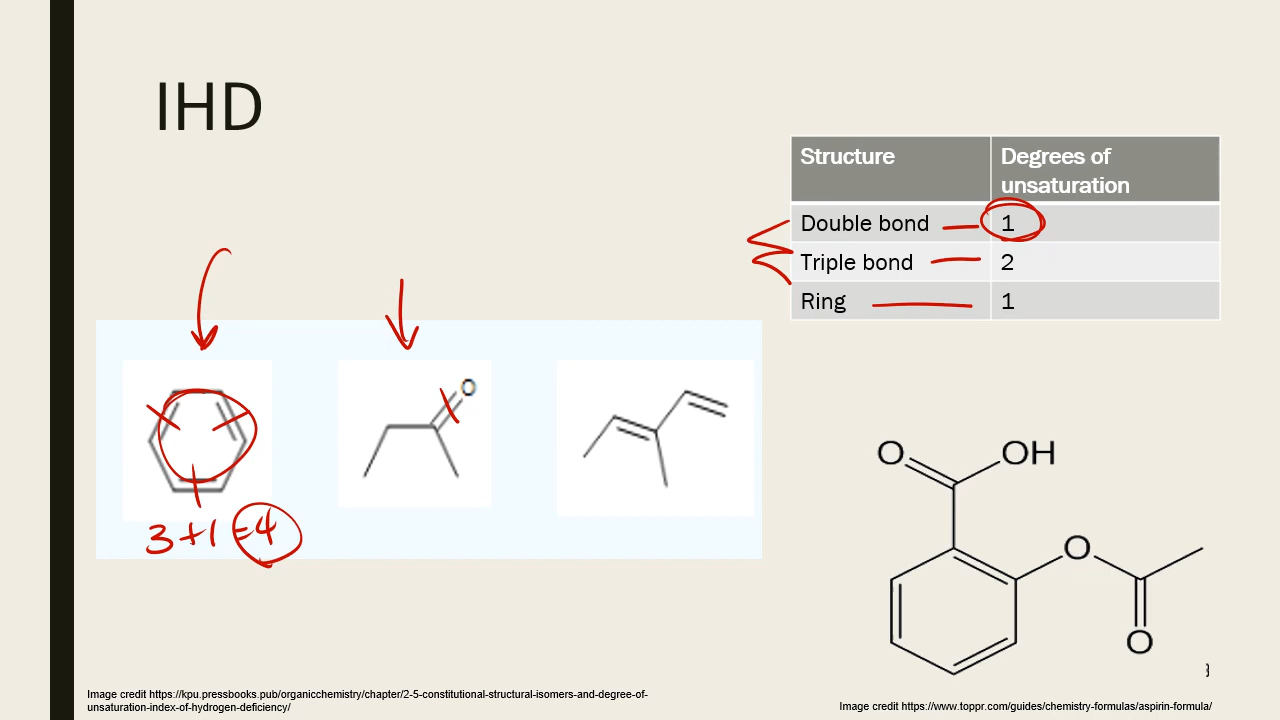 IHD
Structure
Degrees of
unsaturation
Double bond
1
Triple bond
2
Ring
1
O
3+1=4
O
OH
O
O
Image credit https://kpu.pressbooks.pub/organicchemistry/chapter/2-5-constitutional-structural-isomers-and-degree-of-
unsaturation-index-of-hydrogen-deficiency/
Image credit https://www.toppr.com/guides/chemistry-formulas/aspirin-formula/